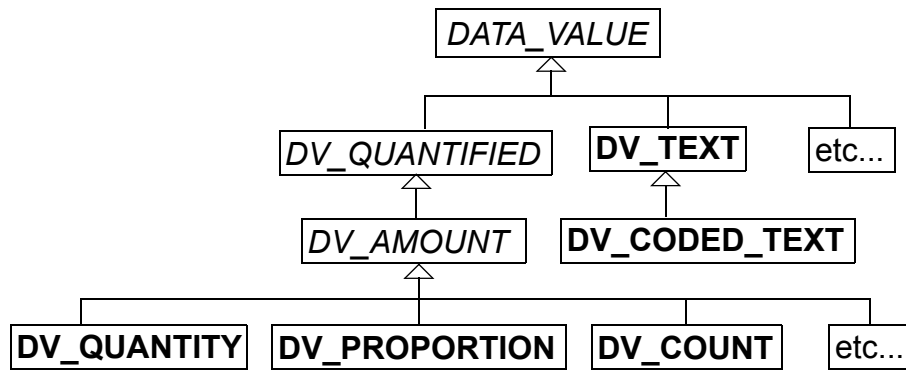 DATA_VALUE
DV_QUANTIFIED DV_TEXT etc...
DV_AMOUNT DV_CODED_TEXT
DV_QUANTITY DV_PROPORTION DV_COUNT etc...